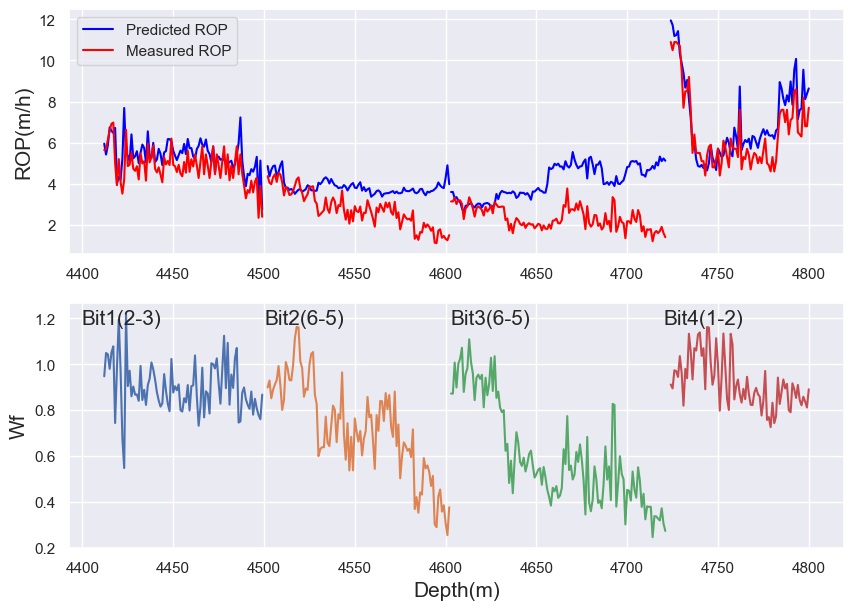 12
10
8
6
4
2
ROP(m/h)
Predicted ROP
Measured ROP
4400 4450 4500 4550 4600 4650 4700 4750 4800
1.2
1.0
0.8
0.6
0.4
0.2
Wf
Bit1(2-3) Bit2(6-5) Bit3(6-5) Bit4(1-2)
4400 4450 4500 4550 4600 4650 4700 4750 4800
Depth(m)